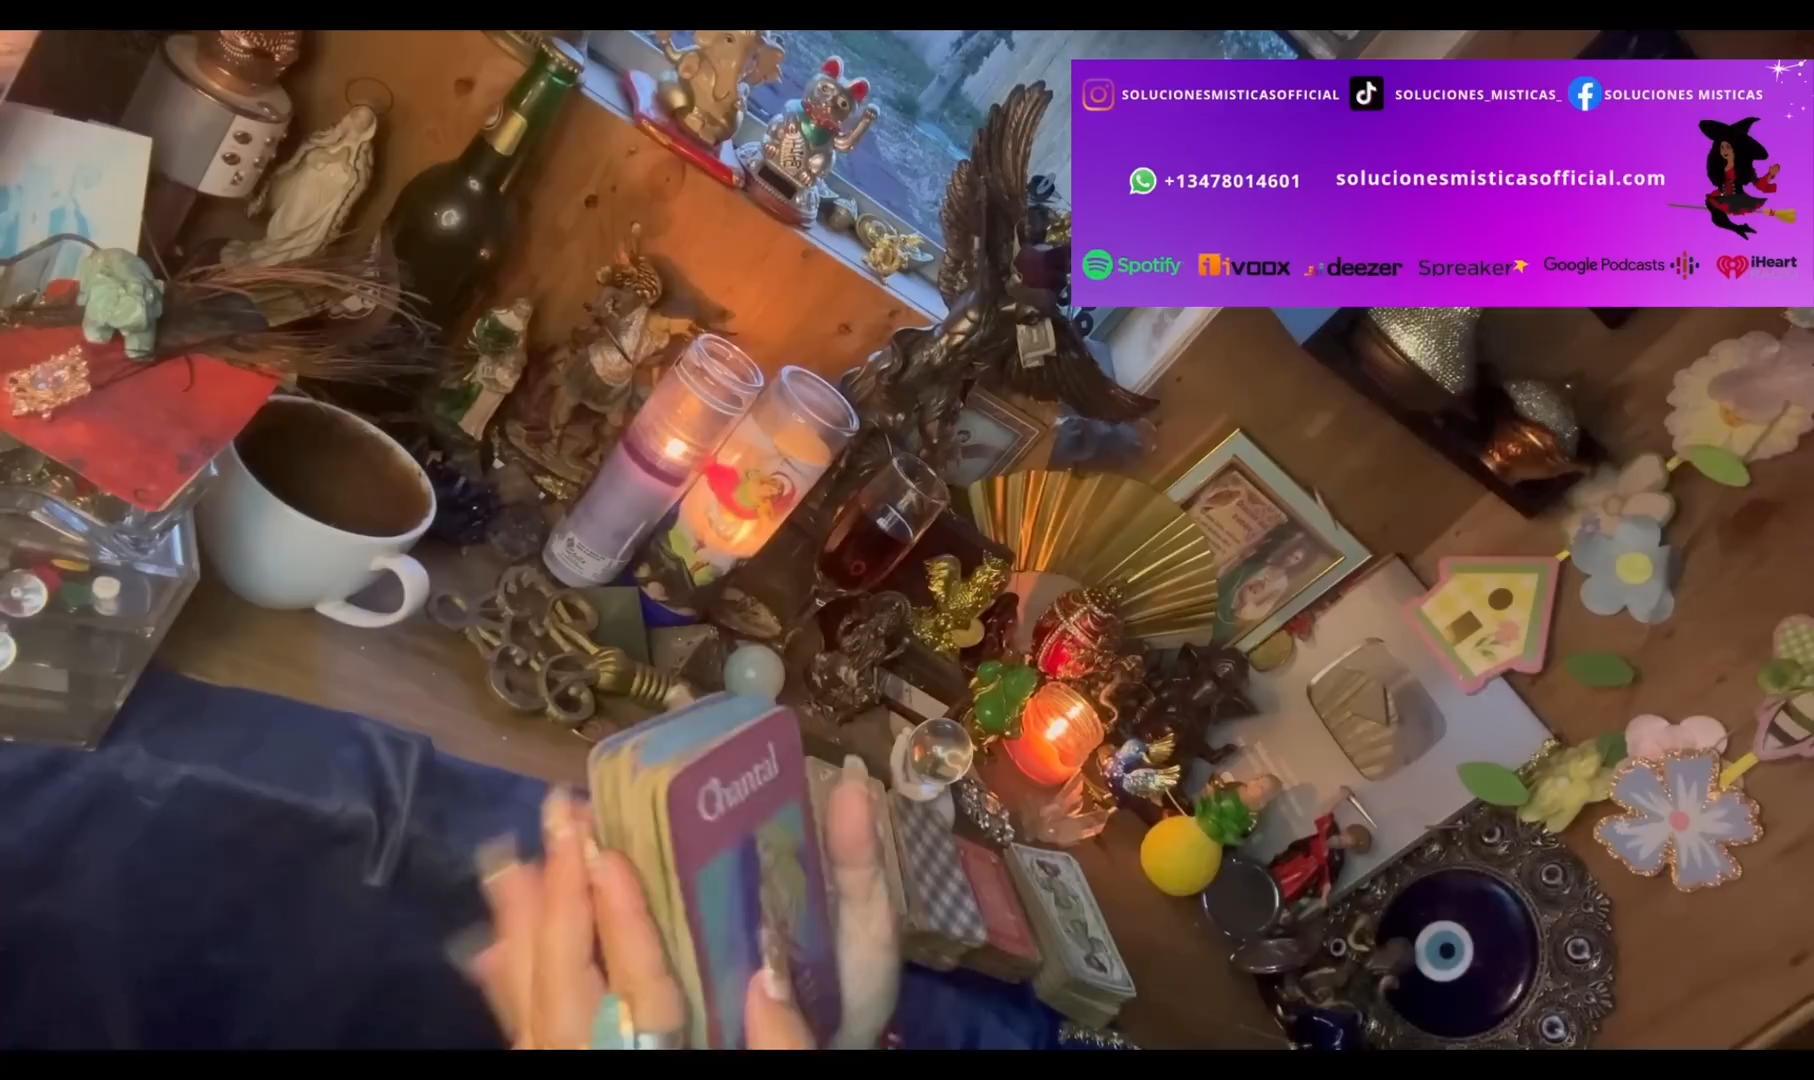 SOLUCIONESMISTICASOFFICIAL SOLUCIONES_MISTICAS_ SOLUCIONES MISTICAS
+13478014601 solucionesmisticasofficial.com
Spotify ivoox deezer Spreaker Google Podcasts iHeart
Chantal